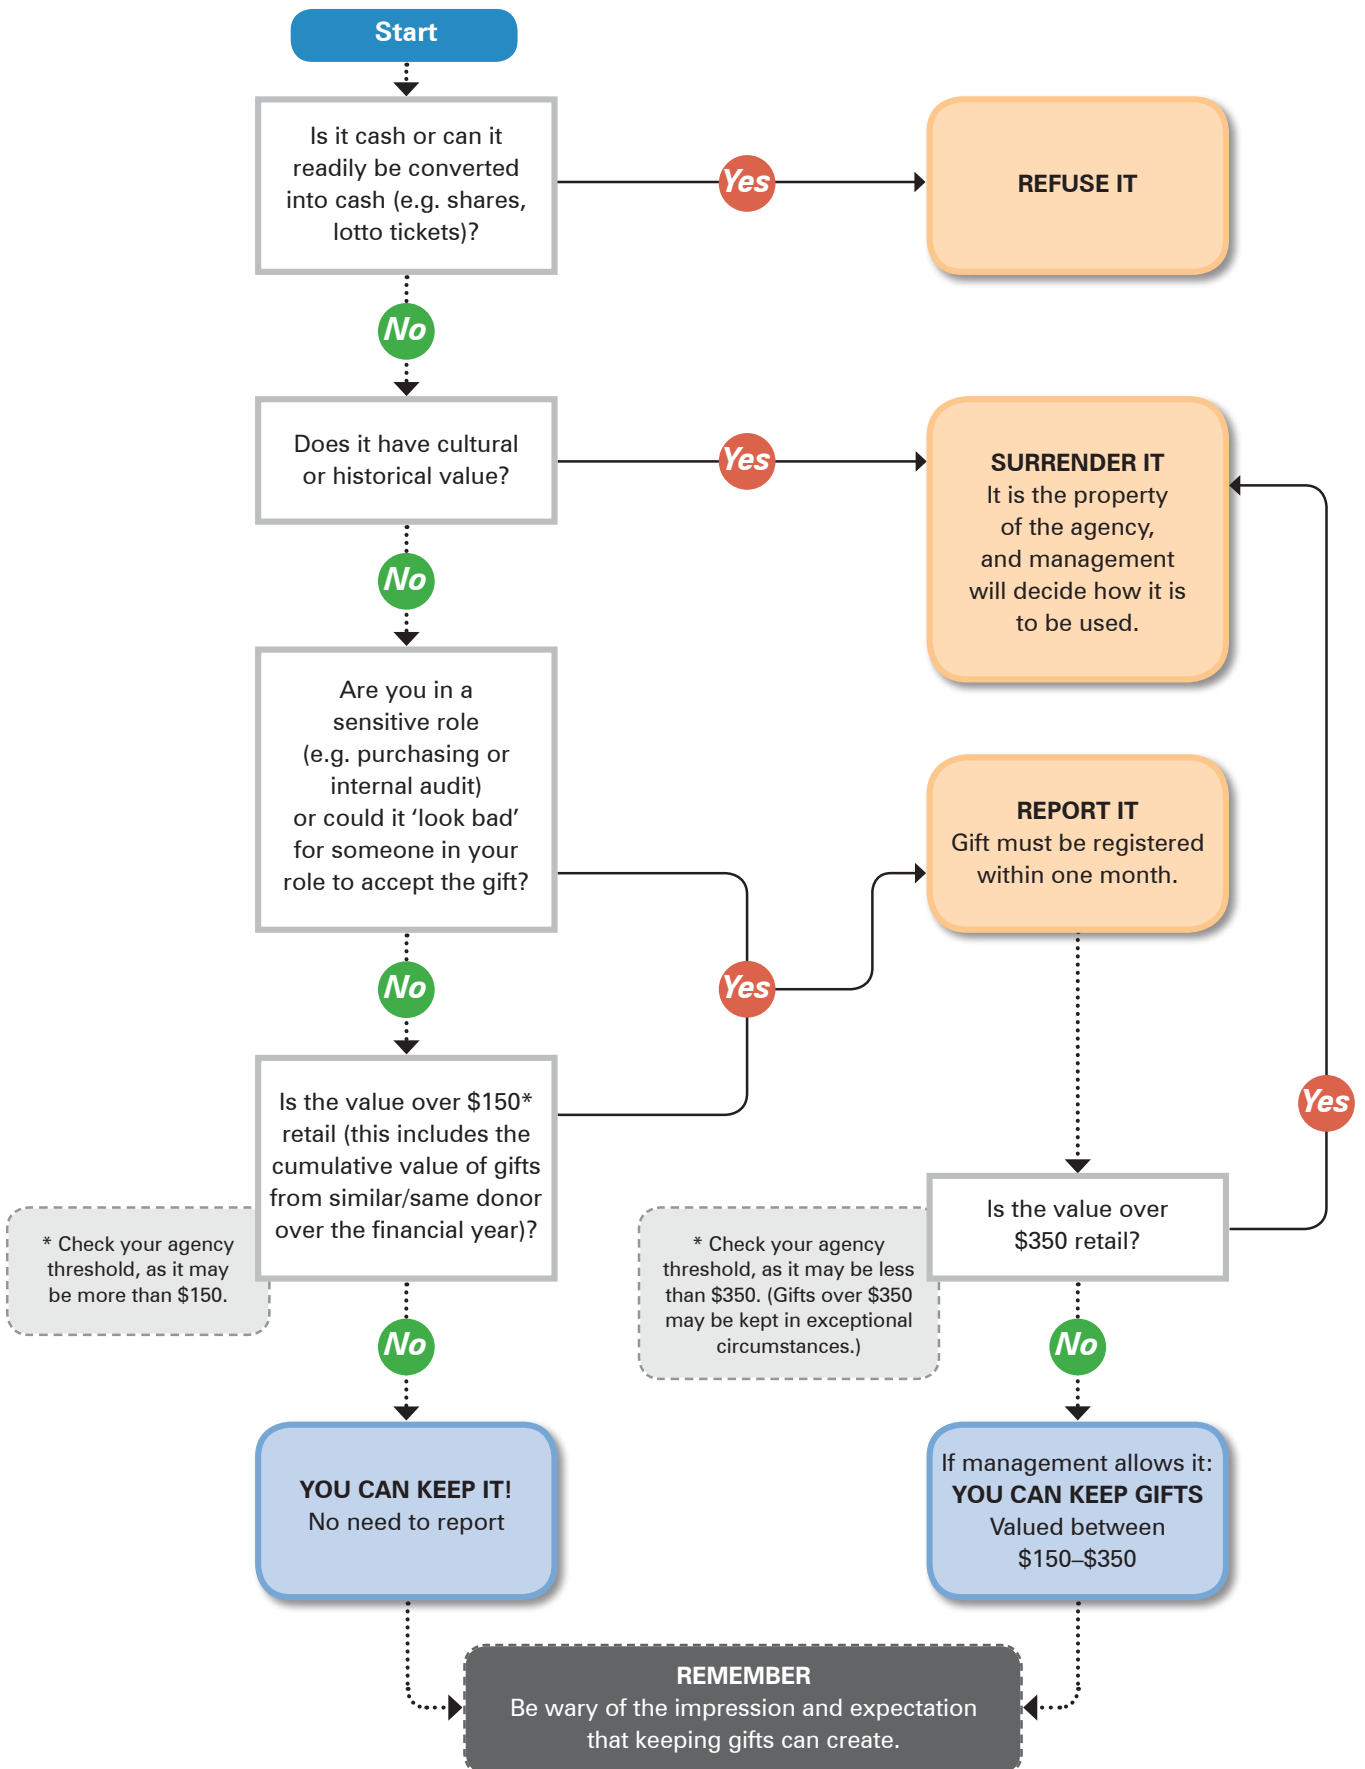 Start
Is it cash or can it
readily be converted
into cash (e.g. shares,
lotto tickets)?
Yes
REFUSE IT
No
Does it have cultural
or historical value?
Yes
SURRENDER IT
It is the property
of the agency,
and management
will decide how it is
to be used.
No
Are you in a
sensitive role
(e.g. purchasing or
internal audit)
or could it ‘look bad’
for someone in your
role to accept the gift?
REPORT IT
Gift must be registered
within one month.
No
Yes
Is the value over $150*
retail (this includes the
cumulative value of gifts
from similar/same donor
over the financial year)?
Yes
* Check your agency
threshold, as it may
be more than $150.
* Check your agency
threshold, as it may be less
than $350. (Gifts over $350
may be kept in exceptional
circumstances.)
Is the value over
$350 retail?
No
No
YOU CAN KEEP IT!
No need to report
If management allows it:
YOU CAN KEEP GIFTS
Valued between
$150–$350
REMEMBER
Be wary of the impression and expectation
that keeping gifts can create.